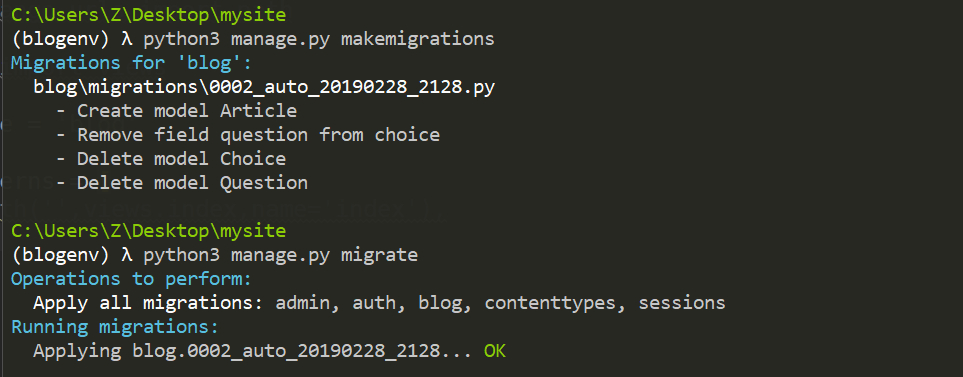 C:\Users\Z\Desktop\mysite
(blogenv) λ python3 manage.py makemigrations
Migrations for 'blog':
blog\migrations\0002_auto_20190228_2128.py
- Create model Article
- Remove field question from choice
- Delete model Choice
- Delete model Question
C:\Users\Z\Desktop\mysite
(blogenv) λ python3 manage.py migrate
Operations to perform:
Apply all migrations: admin, auth, blog, contenttypes, sessions
Running migrations:
Applying blog.0002_auto_20190228_2128... OK